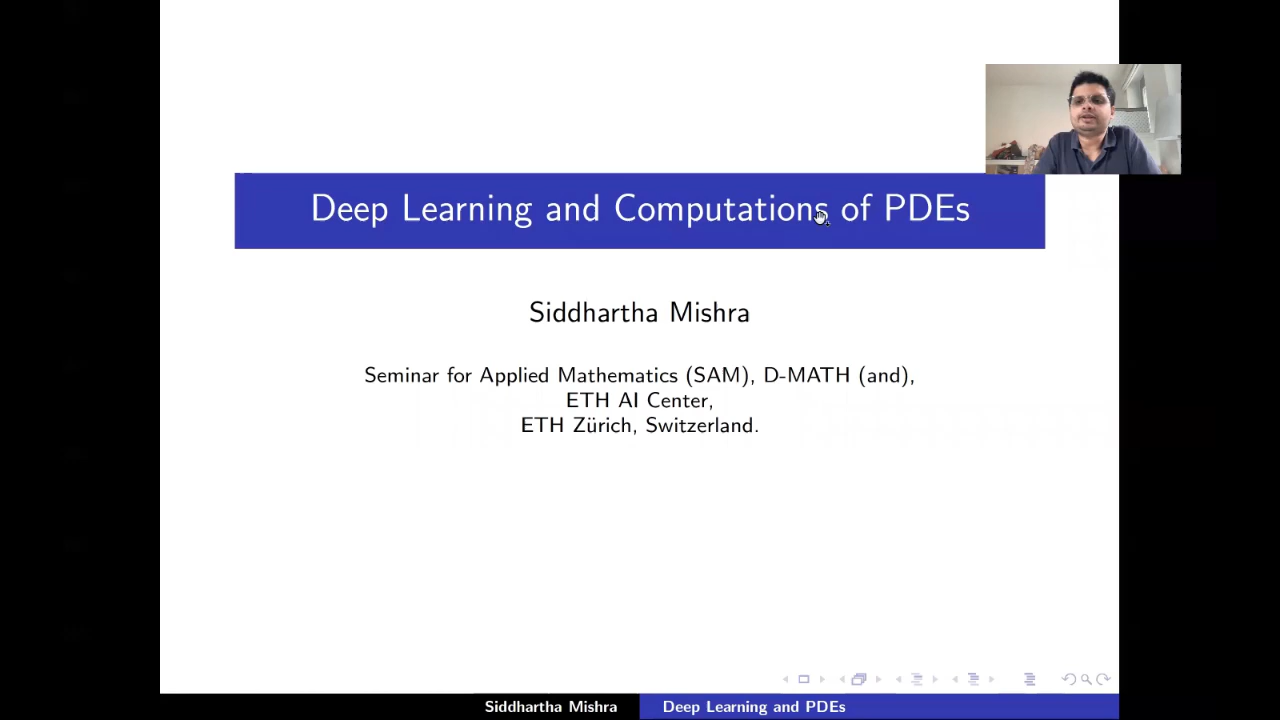 Deep Learning and Computations of PDEs
Siddhartha Mishra
Seminar for Applied Mathematics (SAM), D-MATH (and),
ETH AI Center,
ETH Zürich, Switzerland.
Siddhartha Mishra
Deep Learning and PDEs